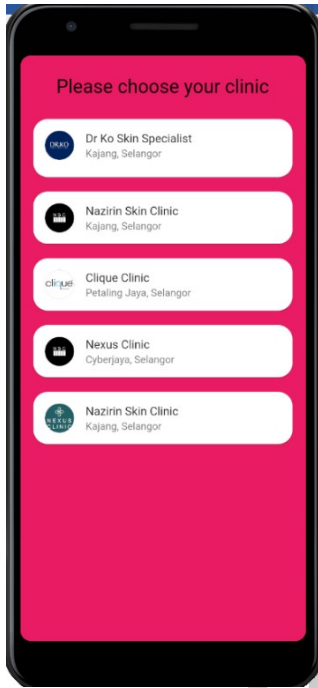 Please choose your clinic
DR.KO
Dr Ko Skin Specialist
Kajang, Selangor
Nazirin Skin Clinic
Kajang, Selangor
clique
Clique Clinic
Petaling Jaya, Selangor
Nexus Clinic
Cyberjaya, Selangor
NEXUS
CLINIC
Nazirin Skin Clinic
Kajang, Selangor